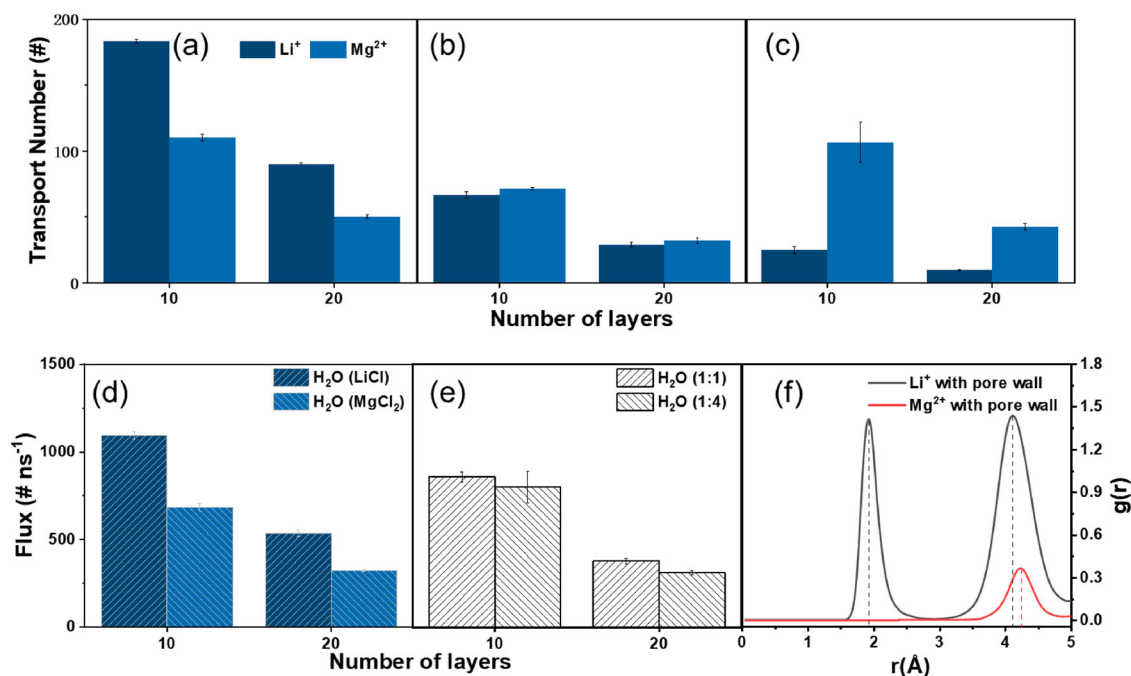 (a)
Li⁺ Mg²⁺
(b)
(c)
Transport Number (#)
200
100
0
10 20 10 20 10 20
Number of layers
(d)
H₂O (LiCl)
H₂O (MgCl₂)
(e)
H₂O (1:1)
H₂O (1:4)
(f)
Li⁺ with pore wall
Mg²⁺ with pore wall
Flux (# ns⁻¹)
1500
1000
500
0
10 20 10 20
Number of layers
0 1 2 3 4 5
r(Å)
1.8
1.5
1.2
0.9
0.6
0.3
0.0
g(r)